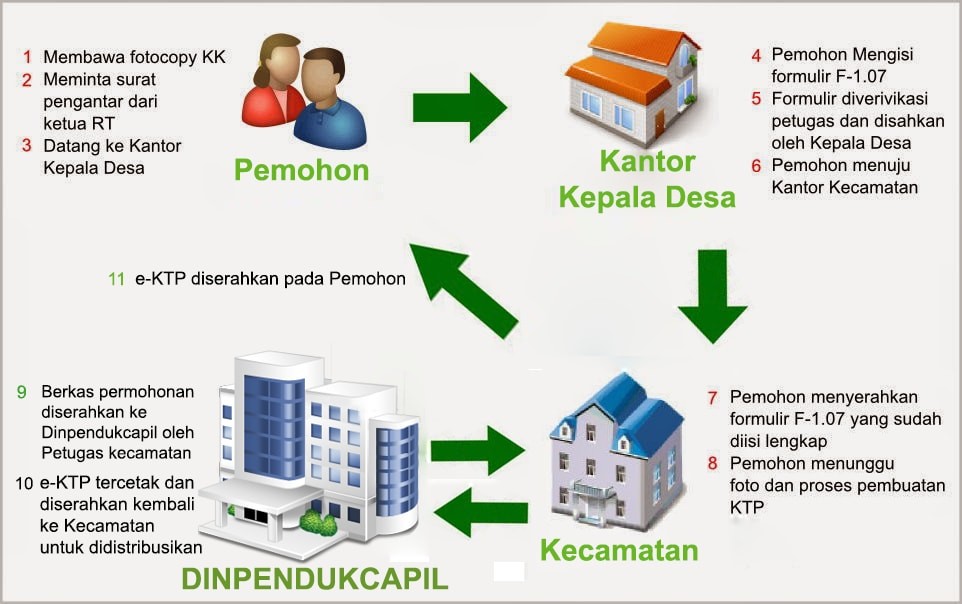 1 Membawa fotocopy KK
2 Meminta surat
pengantar dari
ketua RT
3 Datang ke Kantor
Kepala Desa
Pemohon
Kantor
Kepala Desa
4 Pemohon Mengisi
formulir F-1.07
5 Formulir diverivikasi
petugas dan disahkan
oleh Kepala Desa
6 Pemohon menuju
Kantor Kecamatan
11 e-KTP diserahkan pada Pemohon
7 Pemohon menyerahkan
formulir F-1.07 yang sudah
diisi lengkap
8 Pemohon menunggu
foto dan proses pembuatan
KTP
Kecamatan
9 Berkas permohonan
diserahkan ke
Dinpendukcapil oleh
Petugas kecamatan
10 e-KTP tercetak dan
diserahkan kembali
ke Kecamatan
untuk didistribusikan
DINPENDUKCAPIL